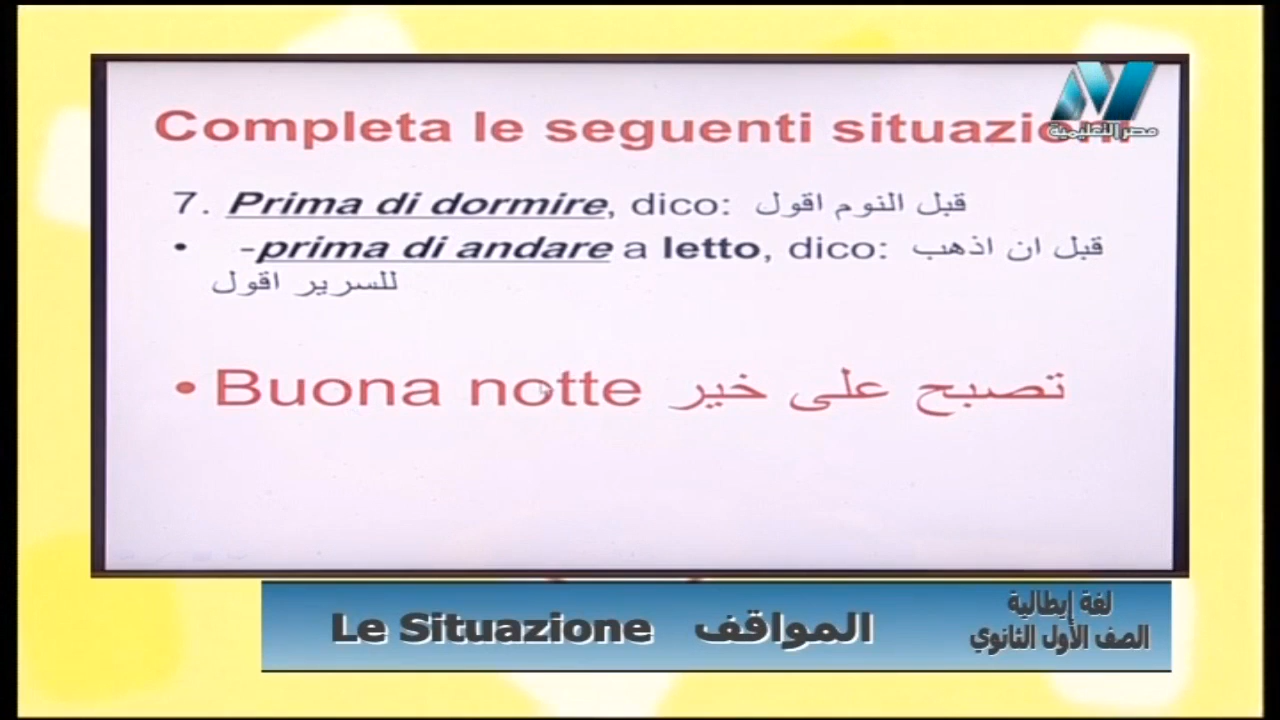 Completa le seguenti situazioni
مصر التعليمية
7. Prima di dormire, dico: قبل النوم اقول
• -prima di andare a letto, dico: قبل ان اذهب
للسرير اقول
• Buona notte تصبح على خير
Le Situazione المواقف
لغة إيطالية
الصف الأول الثانوي